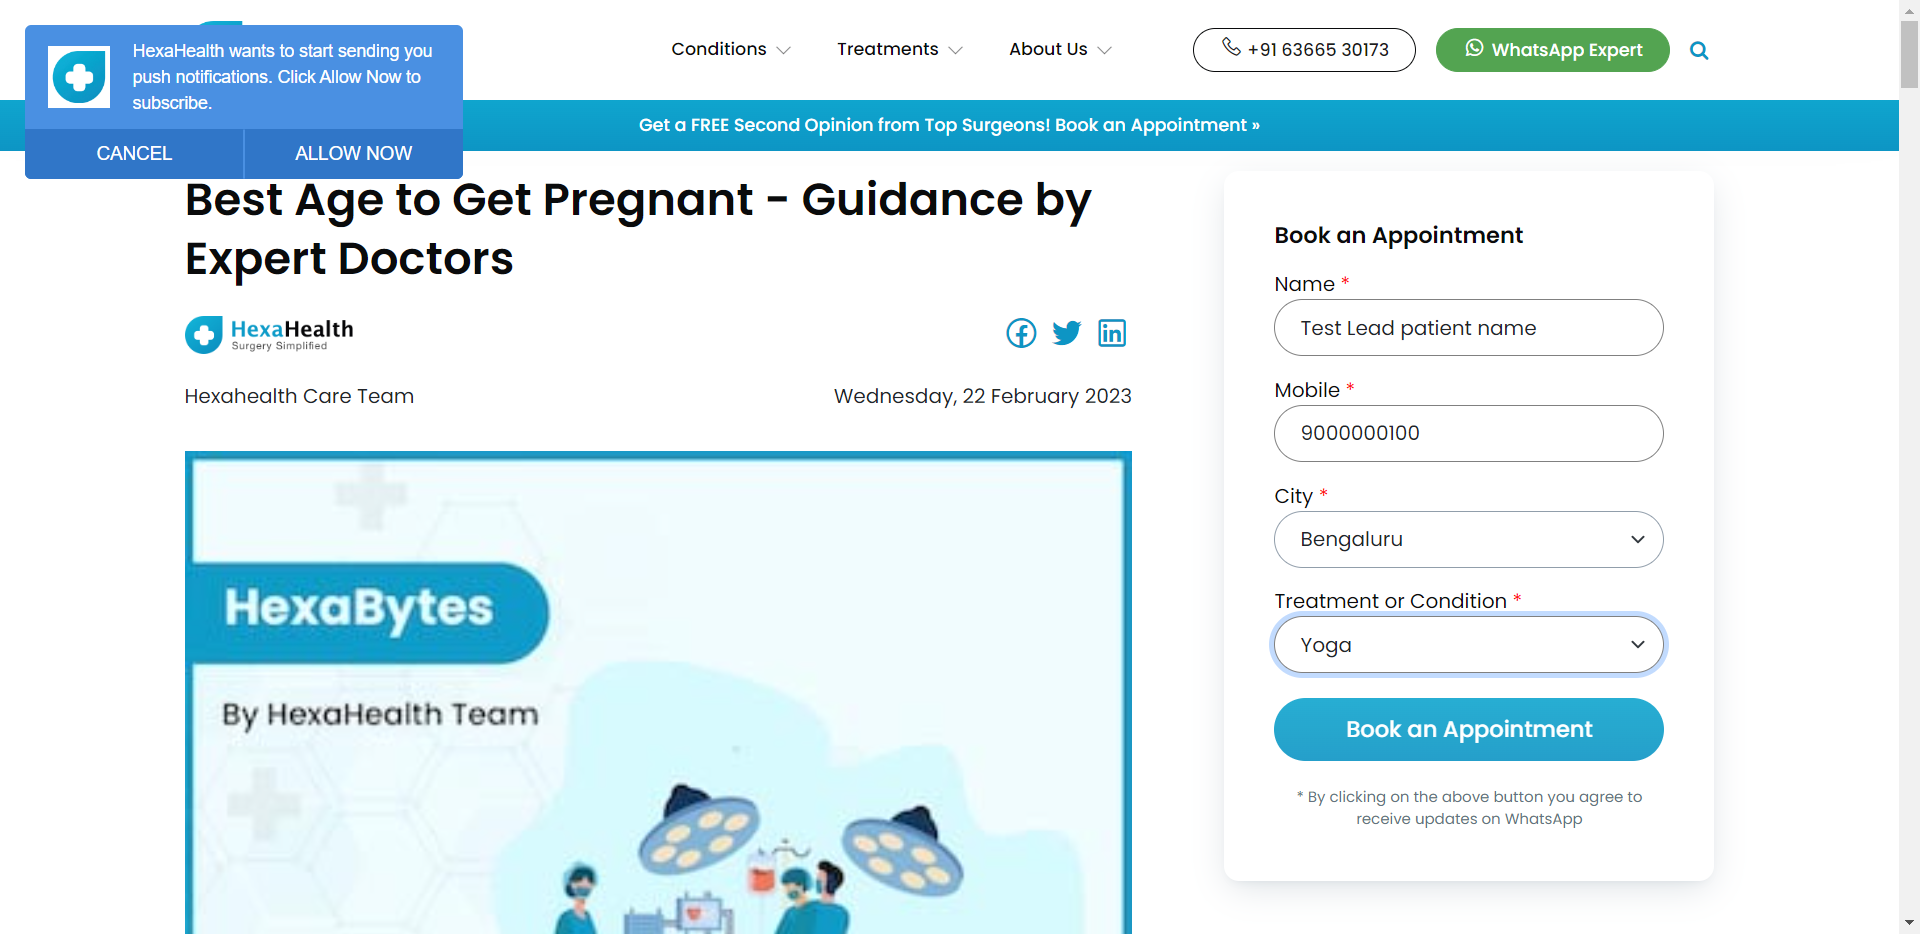 HexaHealth wants to start sending you
push notifications. Click Allow Now to
subscribe.
CANCEL
ALLOW NOW
Conditions
Treatments
About Us
+91 63665 30173
WhatsApp Expert
Get a FREE Second Opinion from Top Surgeons! Book an Appointment »
Best Age to Get Pregnant - Guidance by
Expert Doctors
HexaHealth
Surgery Simplified
Hexahealth Care Team
Wednesday, 22 February 2023
HexaBytes
By HexaHealth Team
Book an Appointment
Name *
Test Lead patient name
Mobile *
9000000100
City *
Bengaluru
Treatment or Condition *
Yoga
Book an Appointment
* By clicking on the above button you agree to
receive updates on WhatsApp